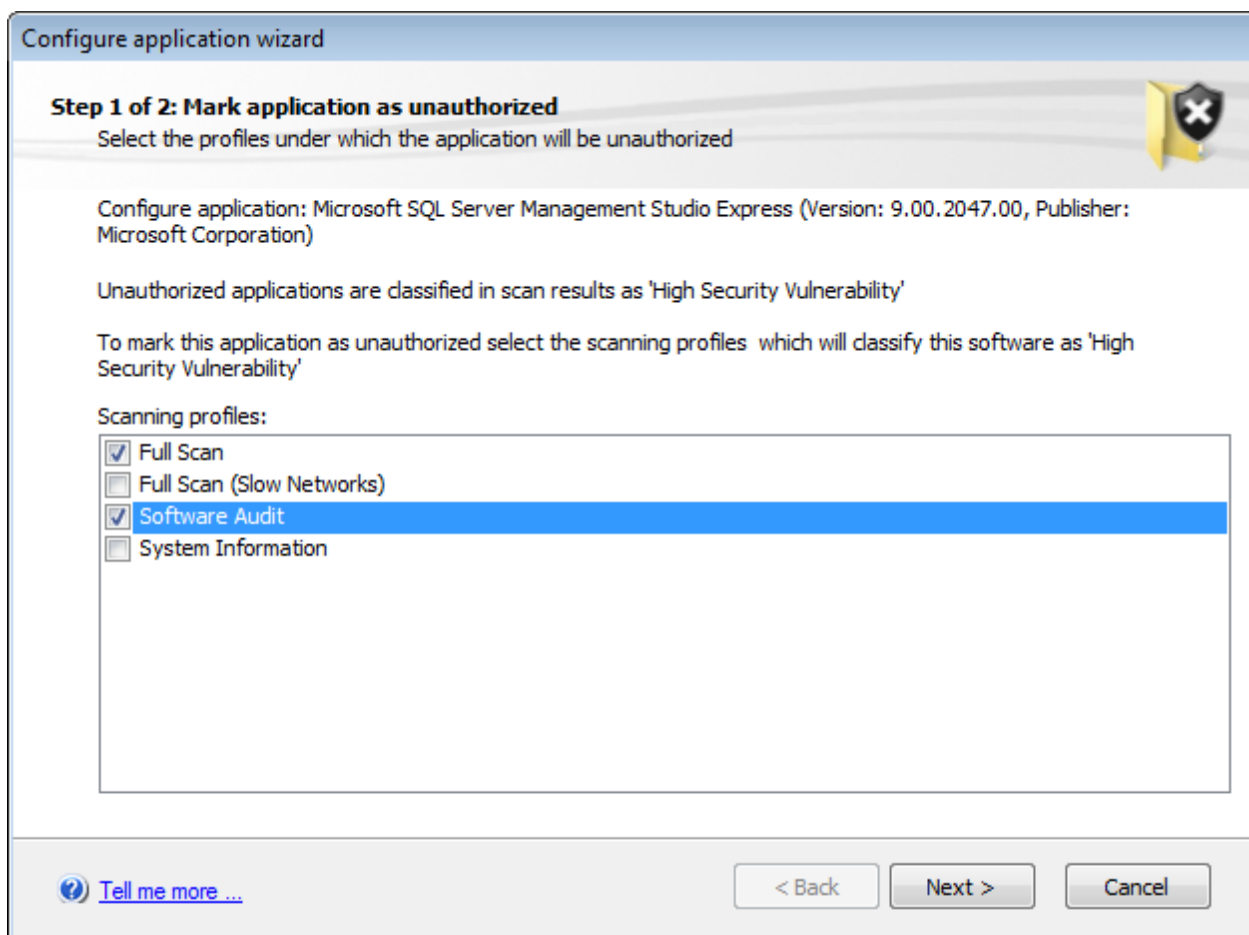 Configure application wizard
Step 1 of 2: Mark application as unauthorized
Select the profiles under which the application will be unauthorized
Configure application: Microsoft SQL Server Management Studio Express (Version: 9.00.2047.00, Publisher:
Microsoft Corporation)
Unauthorized applications are classified in scan results as 'High Security Vulnerability'
To mark this application as unauthorized select the scanning profiles  which will classify this software as 'High
Security Vulnerability'
Scanning profiles:
Full Scan
Full Scan (Slow Networks)
Software Audit
System Information
Tell me more ...
< Back
Next >
Cancel